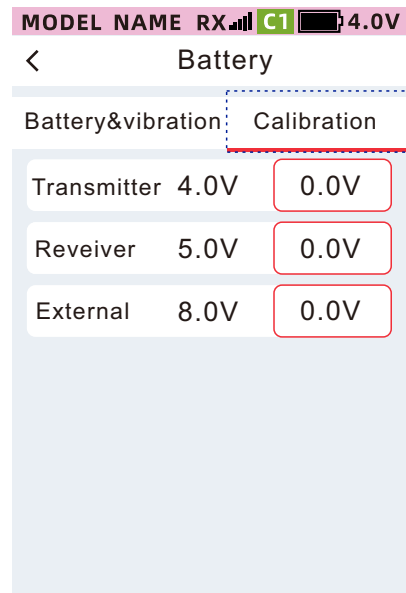 MODEL NAME RX C1 4.0V
Battery
Battery&vibration Calibration
Transmitter 4.0V 0.0V
Reveiver 5.0V 0.0V
External 8.0V 0.0V